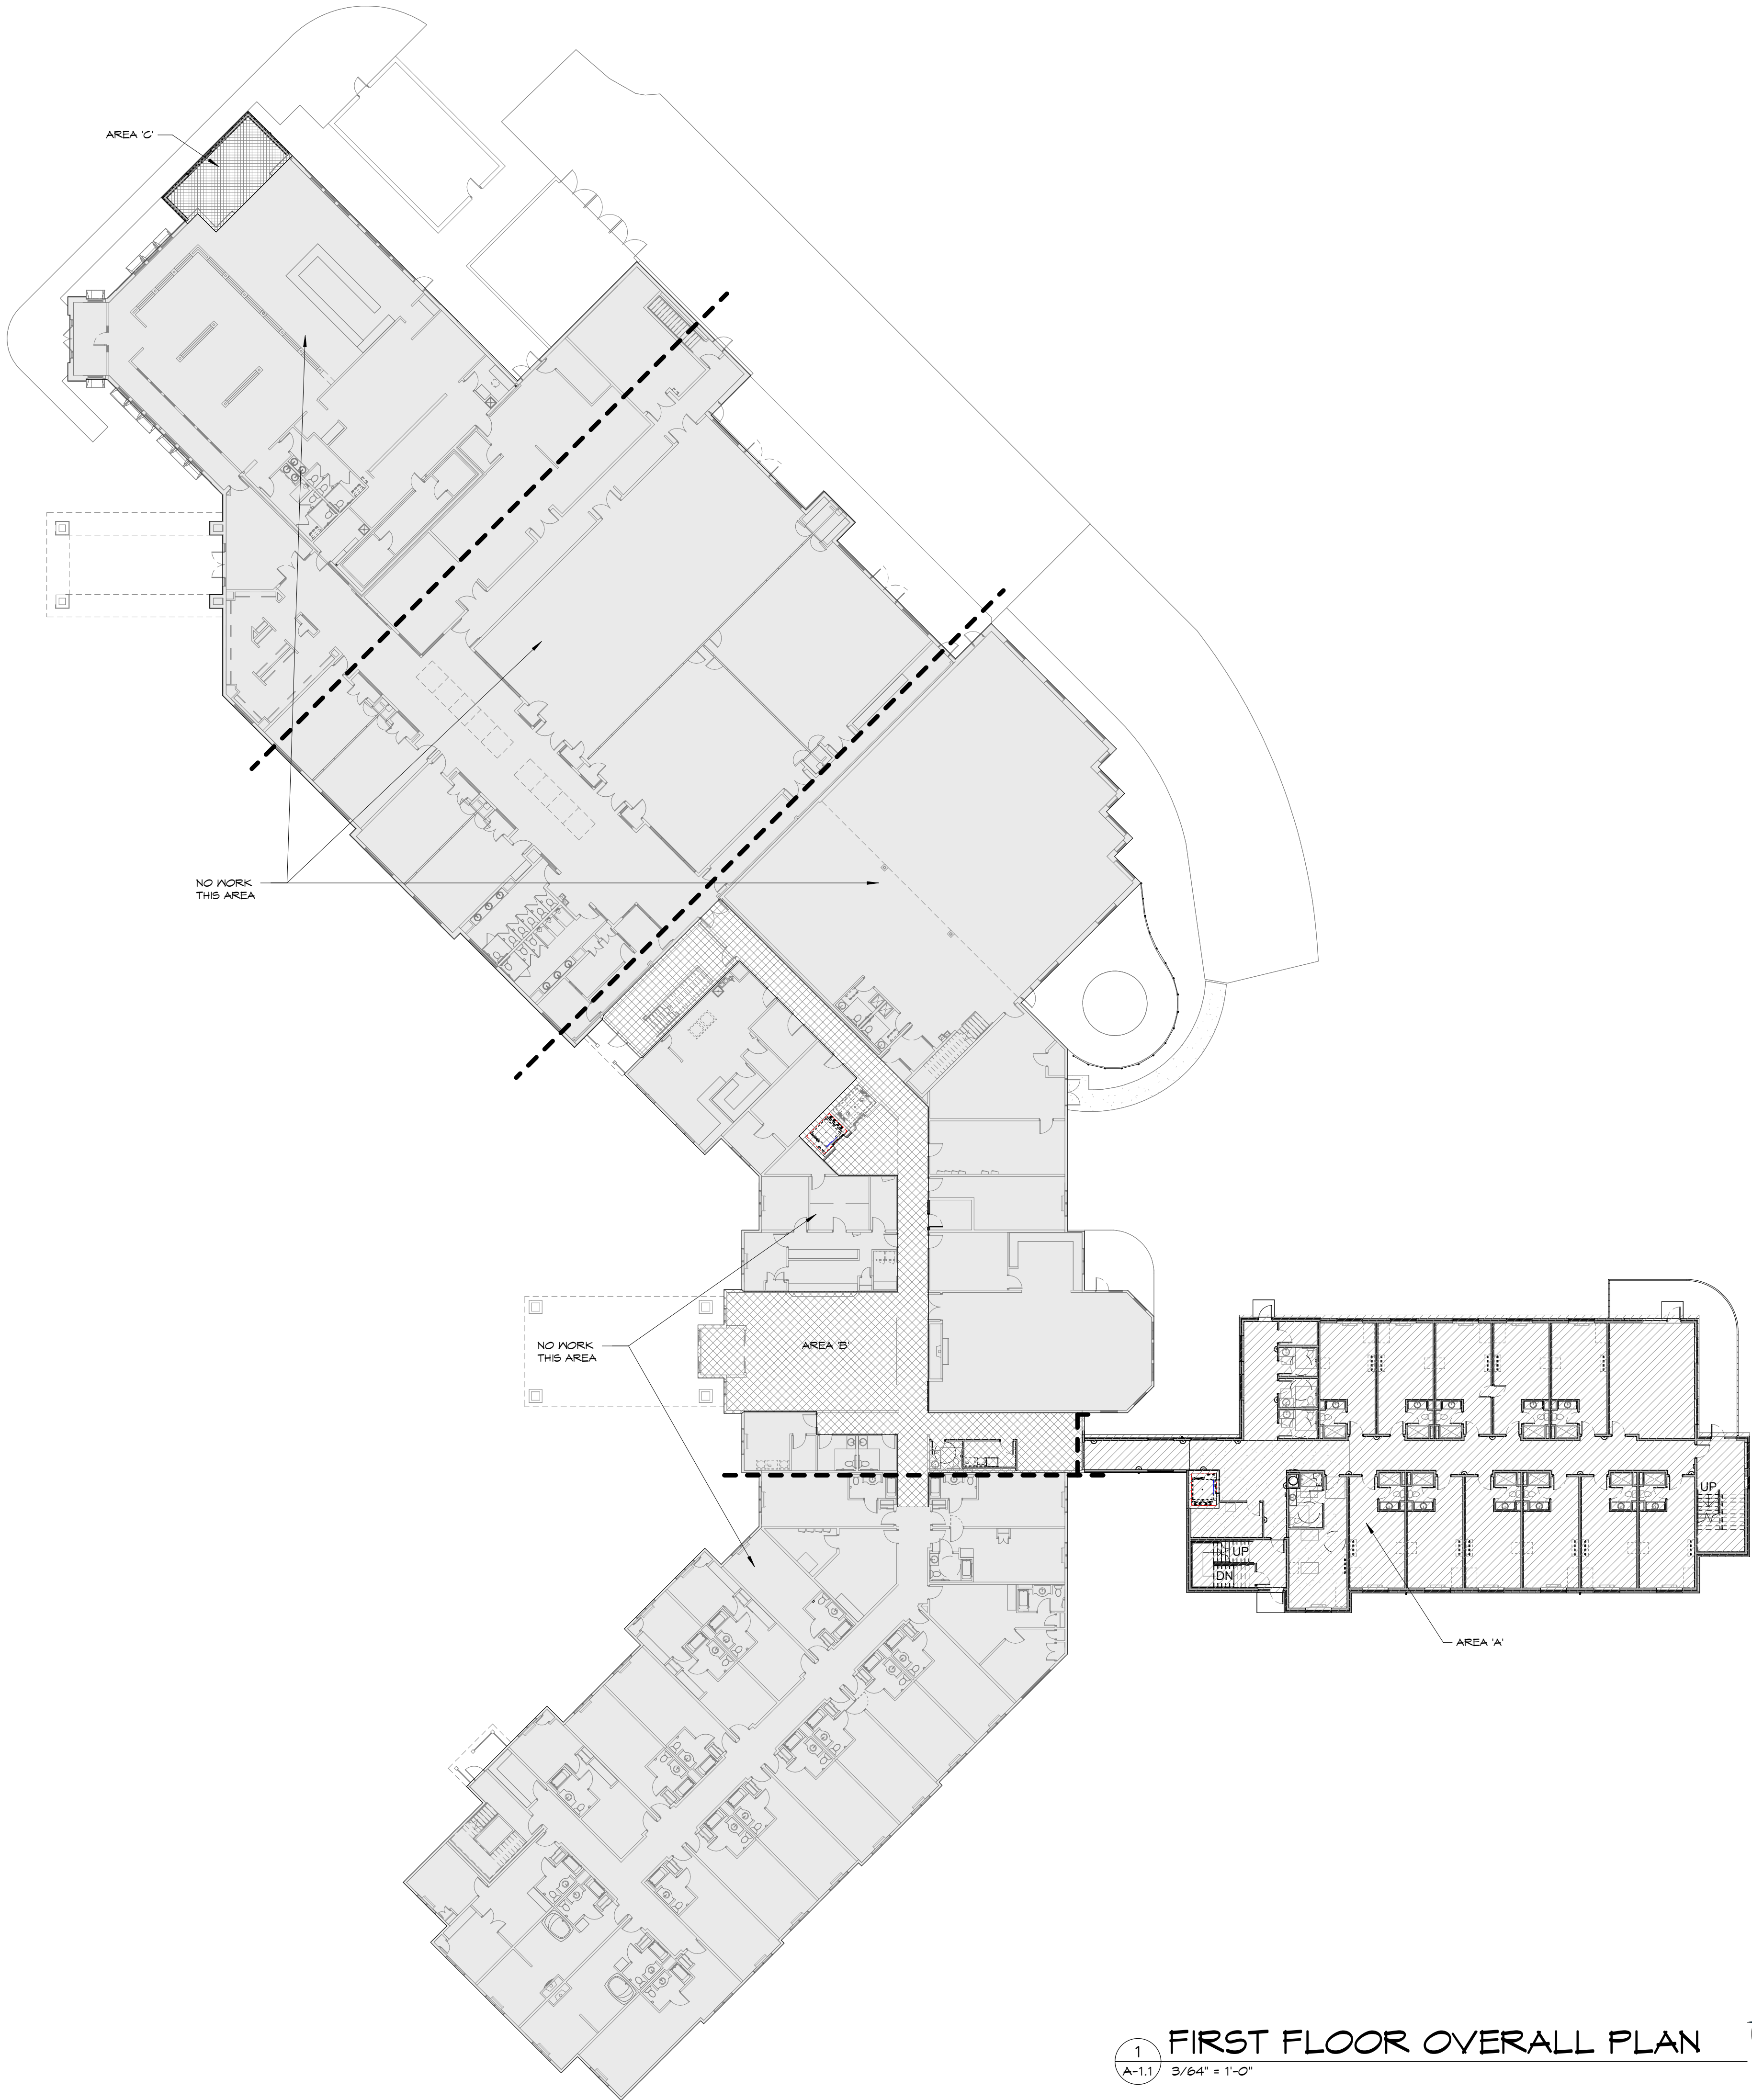 AREA 'C'
NO WORK
THIS AREA
NO WORK
THIS AREA
AREA 'B'
UP
UP
DN
AREA 'A'
1
A-1.1
FIRST FLOOR OVERALL PLAN
3/64" = 1'-0"